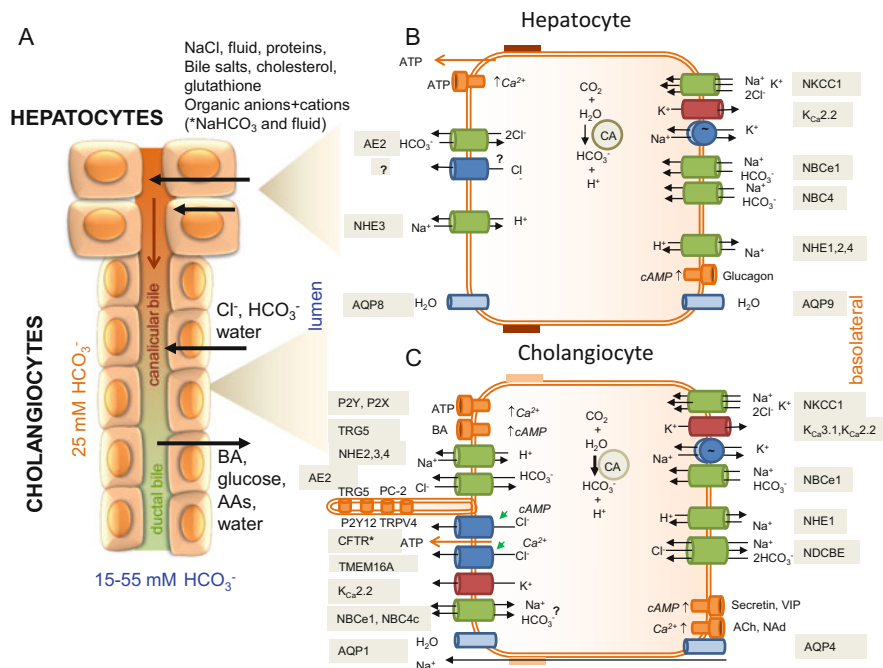 A
NaCl, fluid, proteins,
Bile salts, cholesterol,
glutathione
Organic anions+cations
(*NaHCO₃ and fluid)
HEPATOCYTES
CHOLANGIOCYTES
25 mM HCO₃⁻
canalicular bile
ductal bile
lumen
Cl⁻, HCO₃⁻
water
BA,
glucose,
AAs,
water
15-55 mM HCO₃⁻
B
Hepatocyte
ATP
ATP
↑Ca²⁺
AE2
HCO₃⁻
2Cl⁻
?
?
Cl⁻
NHE3
Na⁺
H⁺
AQP8
H₂O
CO₂
+
H₂O
CA
HCO₃⁻
+
H⁺
Na⁺
K⁺
2Cl⁻
NKCC1
K⁺
K_Ca2.2
~
K⁺
Na⁺
Na⁺
HCO₃⁻
NBCe1
Na⁺
HCO₃⁻
NBC4
H⁺
Na⁺
NHE1,2,4
cAMP ↑
Glucagon
H₂O
AQP9
basolateral
C
Cholangiocyte
P2Y, P2X
ATP
↑Ca²⁺
TRG5
BA
↑cAMP
NHE2,3,4
Na⁺
H⁺
AE2
Cl⁻
HCO₃⁻
TRG5 PC-2
P2Y12 TRPV4
cAMP
Cl⁻
CFTR*
ATP
Ca²⁺
Cl⁻
TMEM16A
K_Ca2.2
K⁺
NBCe1, NBC4c
Na⁺
HCO₃⁻
?
AQP1
H₂O
Na⁺
CO₂
+
H₂O
CA
HCO₃⁻
+
H⁺
Na⁺
K⁺
2Cl⁻
NKCC1
K⁺
K_Ca3.1,K_Ca2.2
~
K⁺
Na⁺
Na⁺
HCO₃⁻
NBCe1
H⁺
Na⁺
NHE1
Cl⁻
Na⁺
2HCO₃⁻
NDCBE
cAMP ↑
Secretin, VIP
Ca²⁺ ↑
ACh, NAd
AQP4